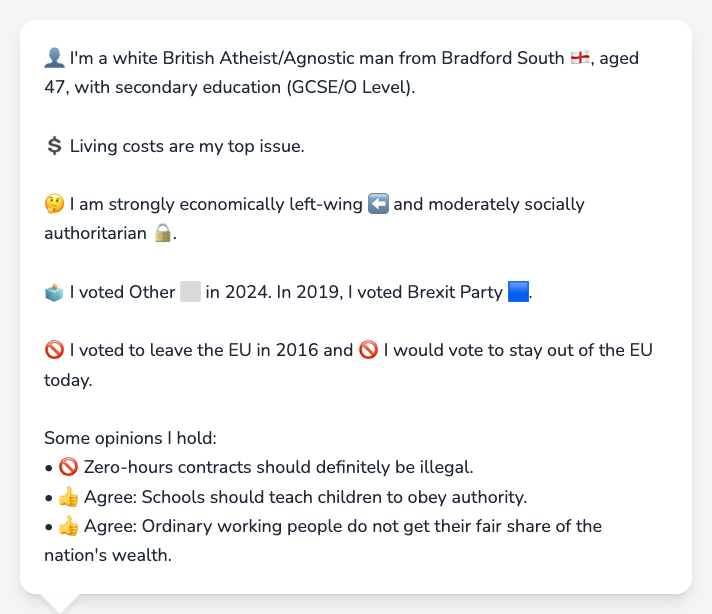 👤 I'm a white British Atheist/Agnostic man from Bradford South 🏴󠁧󠁢󠁥󠁮󠁧󠁿, aged
47, with secondary education (GCSE/O Level).
💲 Living costs are my top issue.
🤔 I am strongly economically left-wing ⬅️ and moderately socially
authoritarian 🔒.
🗳️ I voted Other ⬜ in 2024. In 2019, I voted Brexit Party 🟦.
🚫 I voted to leave the EU in 2016 and 🚫 I would vote to stay out of the EU
today.
Some opinions I hold:
• 🚫 Zero-hours contracts should definitely be illegal.
• 👍 Agree: Schools should teach children to obey authority.
• 👍 Agree: Ordinary working people do not get their fair share of the
nation's wealth.